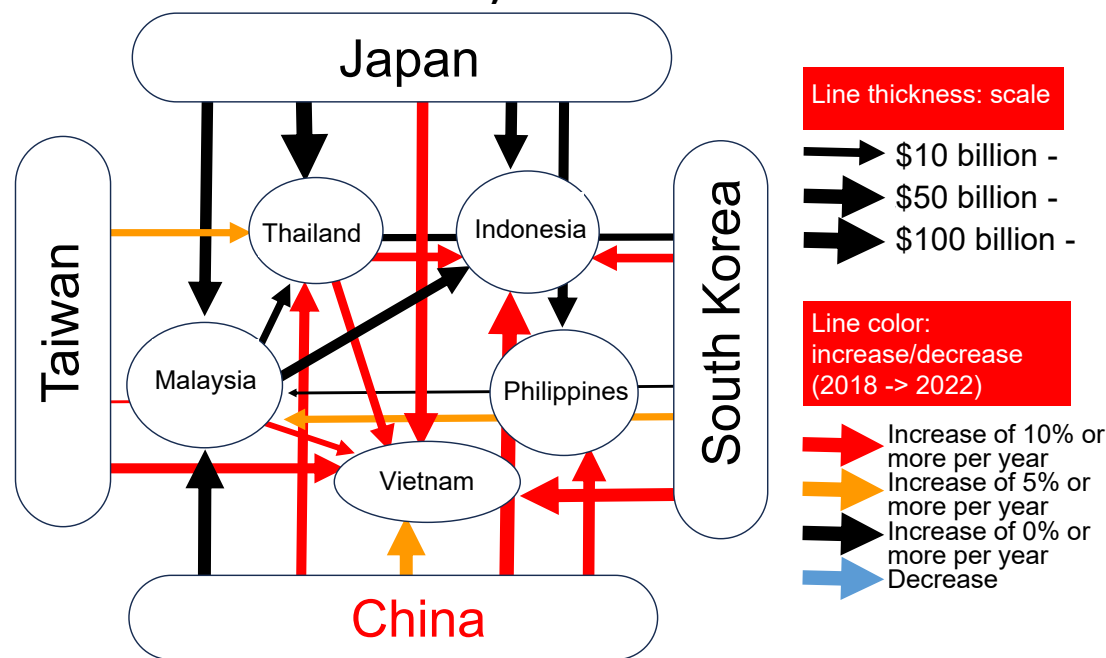 Japan
Taiwan
South Korea
Thailand
Indonesia
Malaysia
Philippines
Vietnam
China
Line thickness: scale
$10 billion -
$50 billion -
$100 billion -
Line color:
increase/decrease
(2018 -> 2022)
Increase of 10% or
more per year
Increase of 5% or
more per year
Increase of 0% or
more per year
Decrease